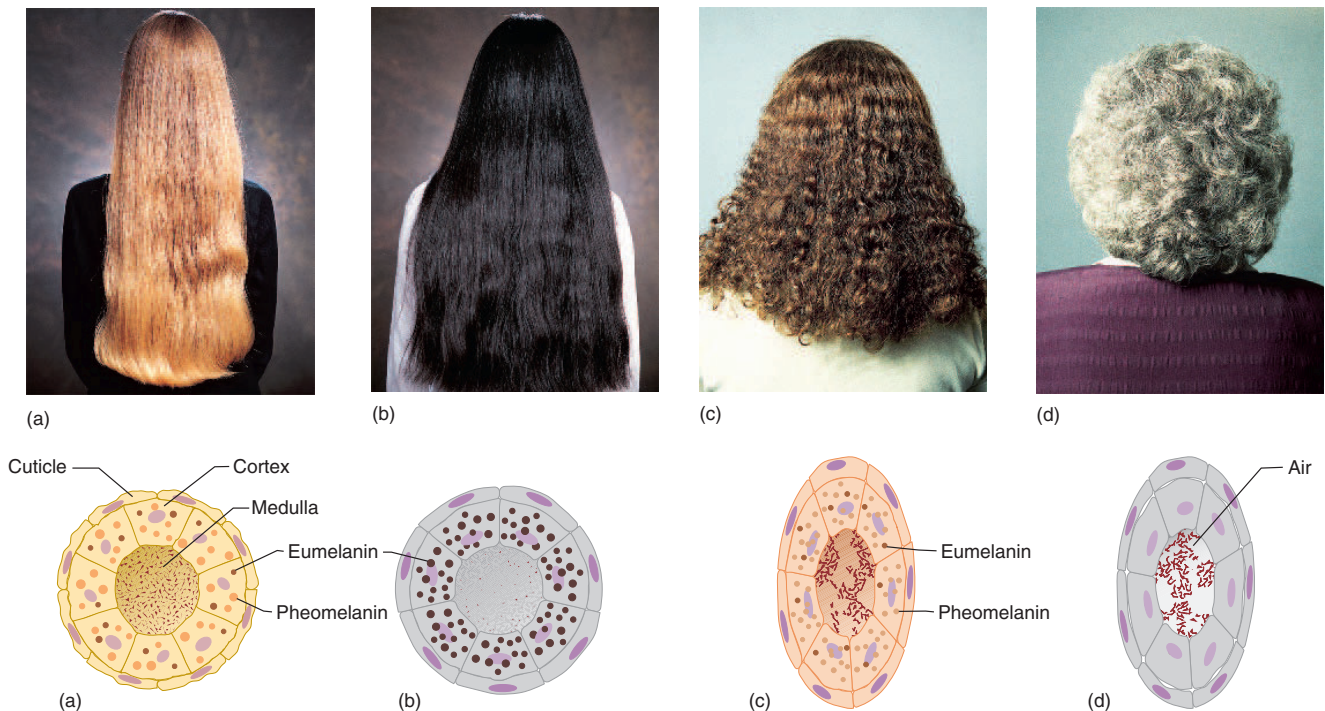 (a)
(b)
(c)
(d)
Cuticle
Cortex
Medulla
Eumelanin
Pheomelanin
Eumelanin
Pheomelanin
Air
(a)
(b)
(c)
(d)